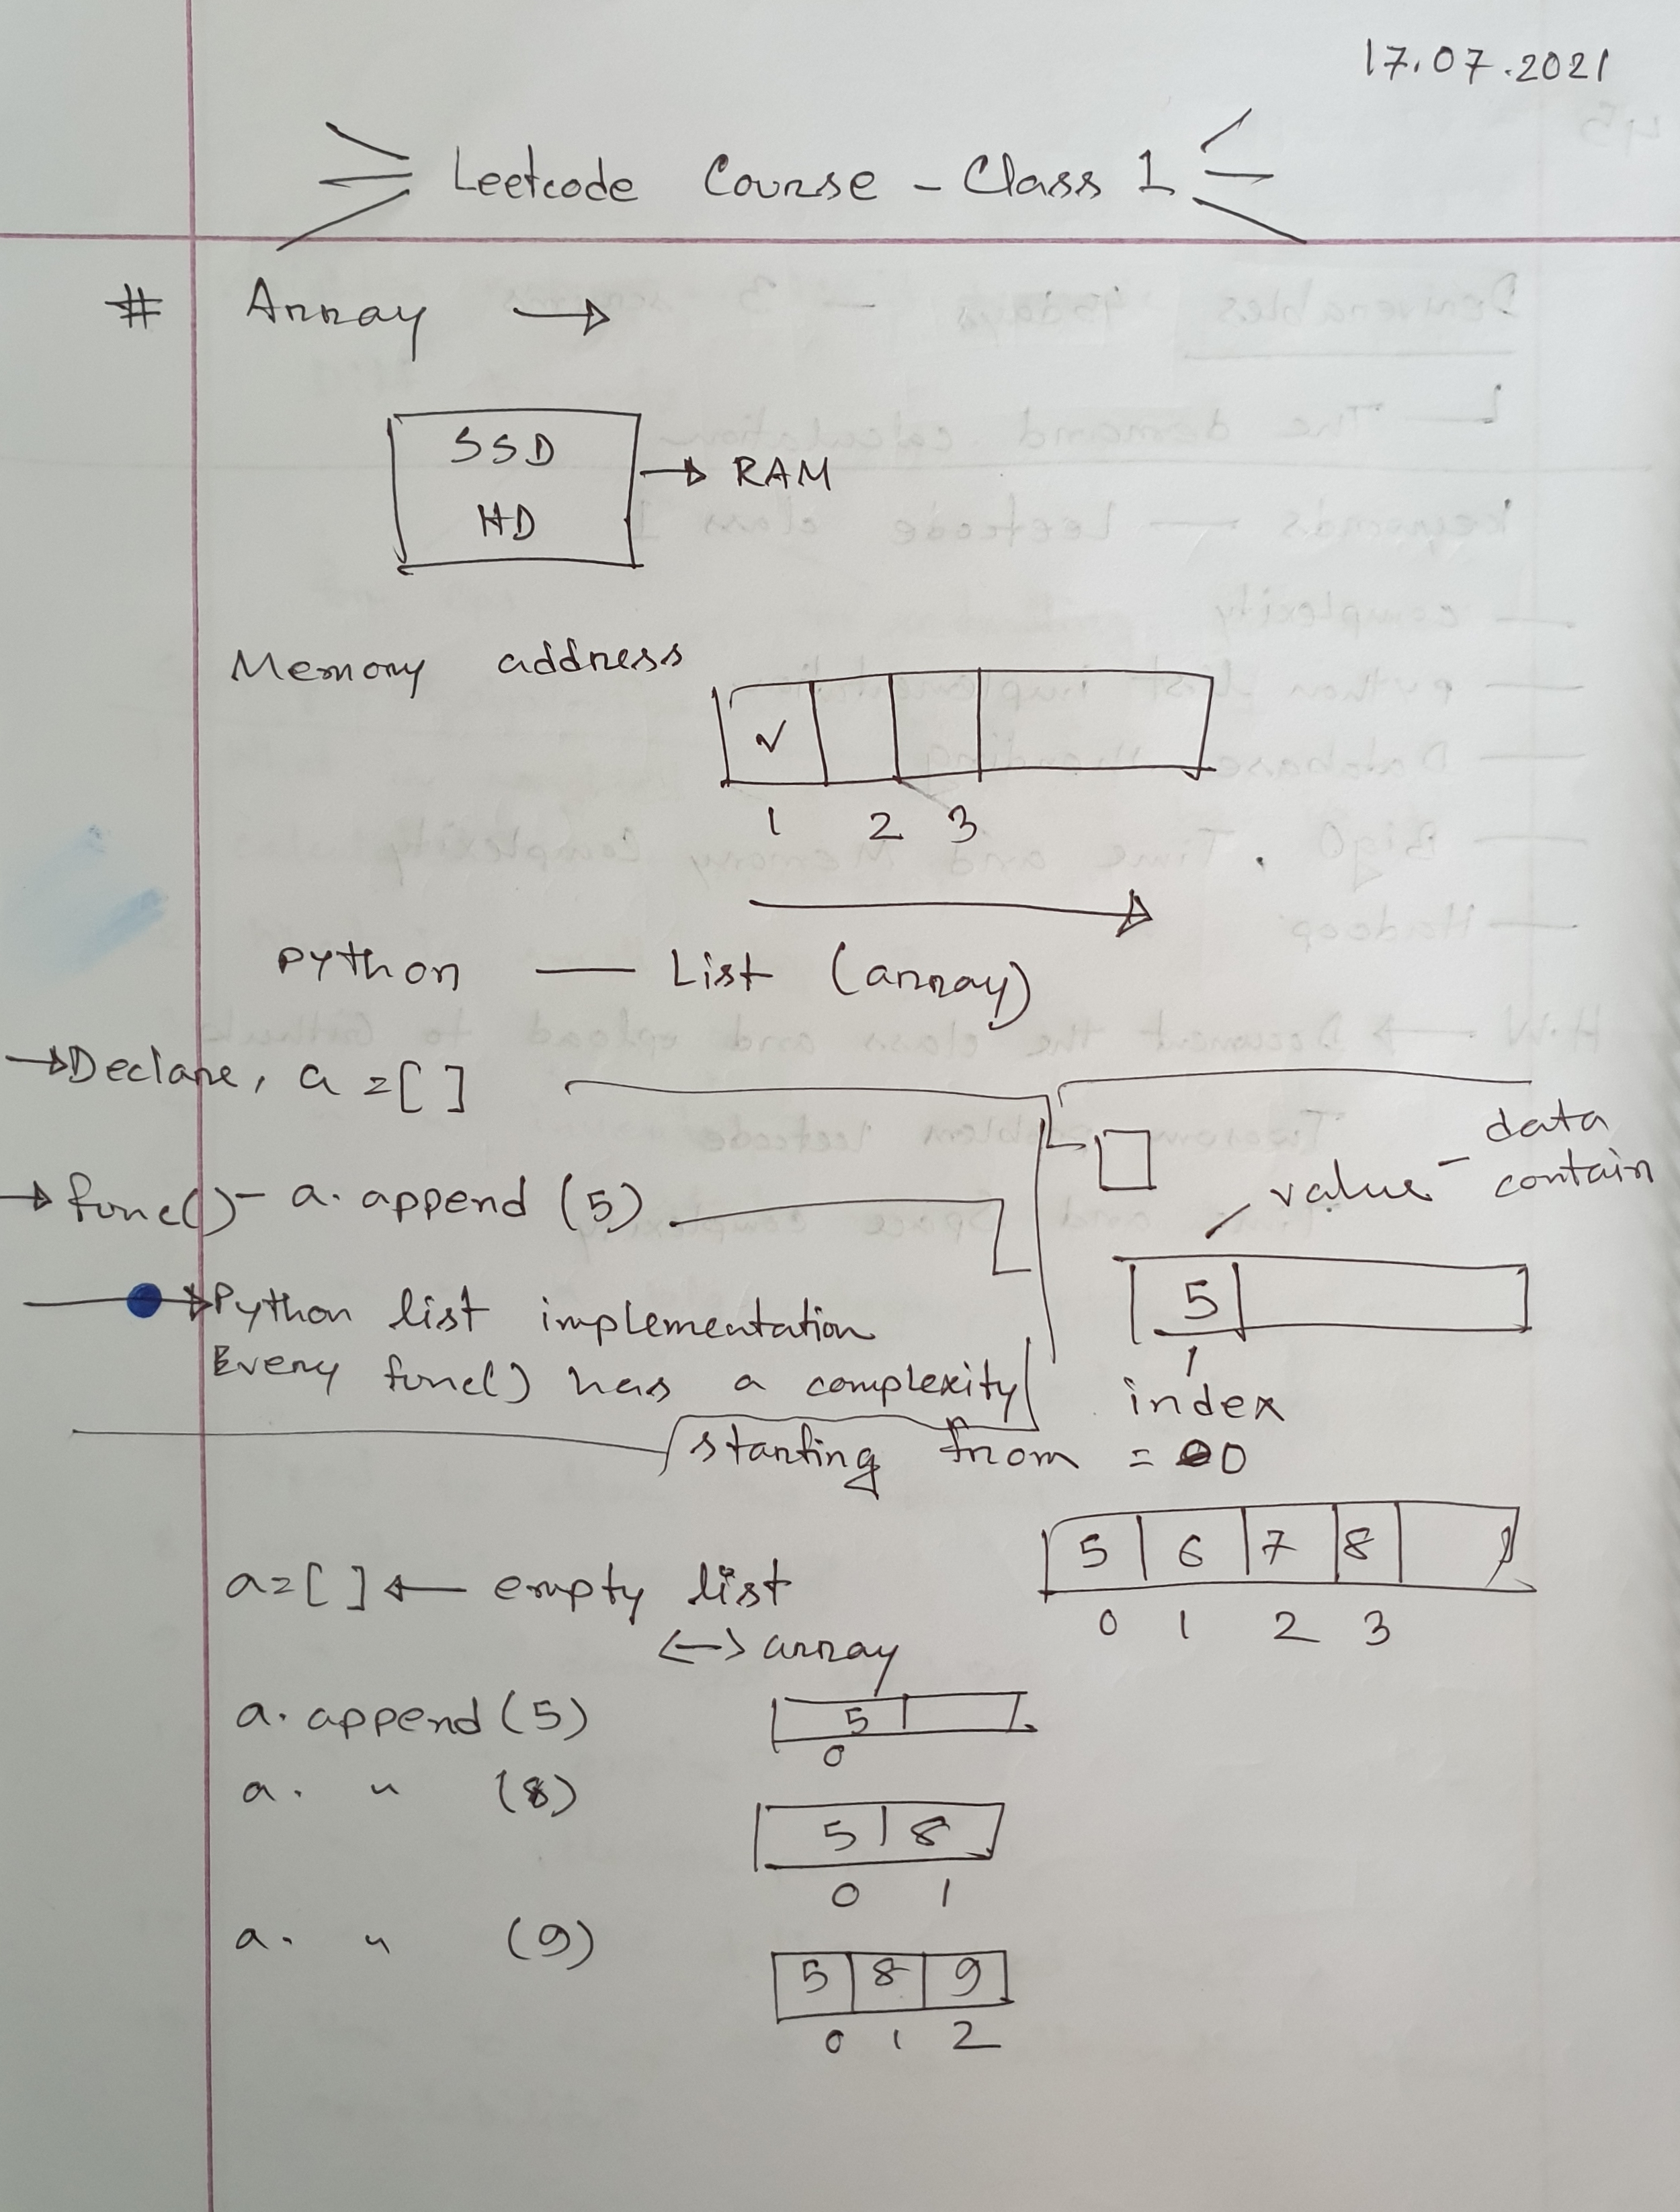 17.07.2021
Leetcode Course - Class 1
# Array →
SSD
HD
→ RAM
Memory address
✓
1 2 3
Python — List (array)
→ Declare, a = [ ]
value - data contain
→ func() - a. append (5)
5
index
→ Python list implementation
Every func() has a complexity
starting from = 0
5 6 7 8
0 1 2 3
a = [ ] ← empty list
<-> array
a. append (5)
5
0
a. " (8)
5 8
0 1
a. " (9)
5 8 9
0 1 2